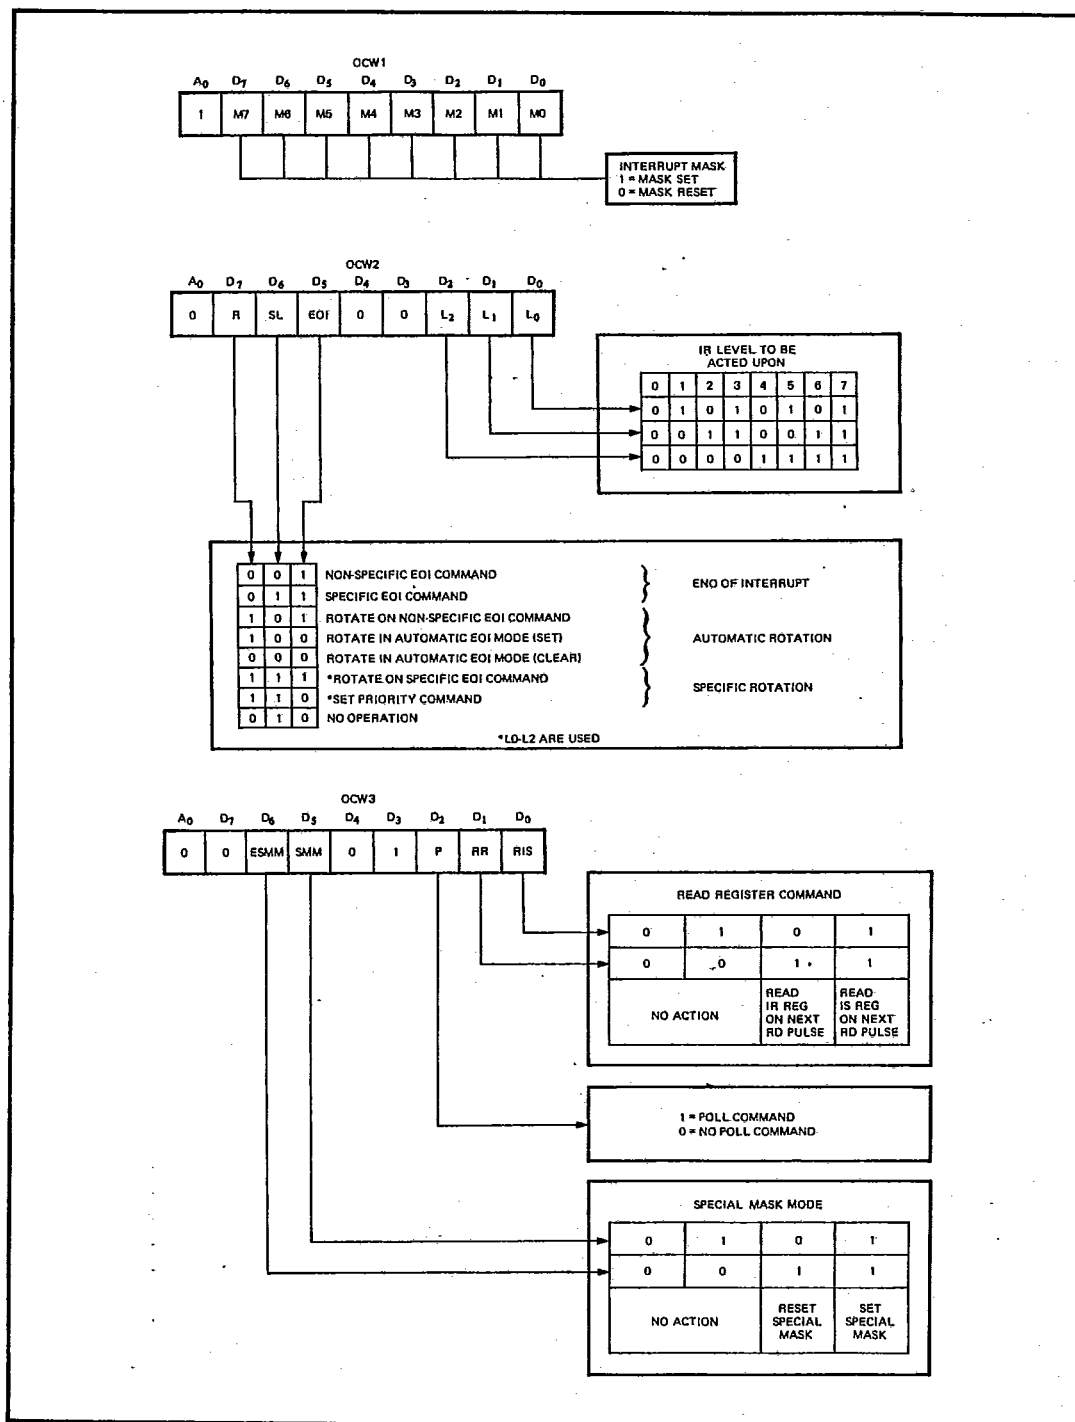 OCW1
A0 D7 D6 D5 D4 D3 D2 D1 D0
1 M7 M6 M5 M4 M3 M2 M1 M0
INTERRUPT MASK
1 = MASK SET
0 = MASK RESET
OCW2
A0 D7 D6 D5 D4 D3 D2 D1 D0
0 R SL EOI 0 0 L2 L1 L0
IR LEVEL TO BE
ACTED UPON
0 1 2 3 4 5 6 7
0 1 0 1 0 1 0 1
0 0 1 1 0 0 1 1
0 0 0 0 1 1 1 1
0 0 1 NON-SPECIFIC EOI COMMAND
0 1 1 SPECIFIC EOI COMMAND
END OF INTERRUPT
1 0 1 ROTATE ON NON-SPECIFIC EOI COMMAND
1 0 0 ROTATE IN AUTOMATIC EOI MODE (SET)
0 0 0 ROTATE IN AUTOMATIC EOI MODE (CLEAR)
AUTOMATIC ROTATION
1 1 1 *ROTATE ON SPECIFIC EOI COMMAND
1 1 0 *SET PRIORITY COMMAND
SPECIFIC ROTATION
0 1 0 NO OPERATION
*L0-L2 ARE USED
OCW3
A0 D7 D6 D5 D4 D3 D2 D1 D0
0 0 ESMM SMM 0 1 P RR RIS
READ REGISTER COMMAND
0 1 0 1
0 0 1 1
NO ACTION
READ
IR REG
ON NEXT
RD PULSE
READ
IS REG
ON NEXT
RD PULSE
1 = POLL COMMAND
0 = NO POLL COMMAND
SPECIAL MASK MODE
0 1 0 1
0 0 1 1
NO ACTION
RESET
SPECIAL
MASK
SET
SPECIAL
MASK